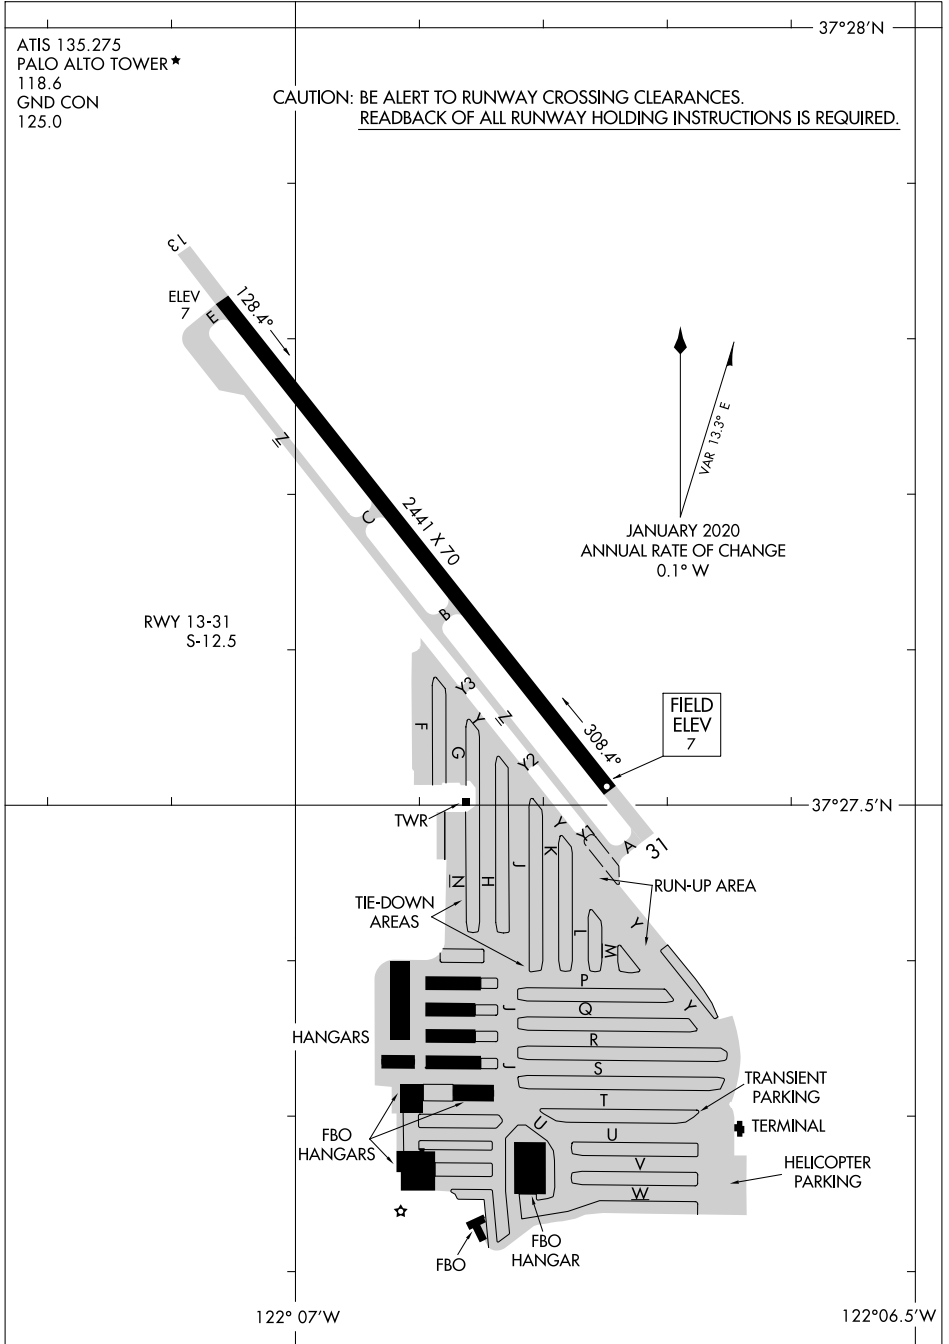 37°28'N
ATIS 135.275
PALO ALTO TOWER★
118.6
GND CON
125.0
CAUTION: BE ALERT TO RUNWAY CROSSING CLEARANCES.
READBACK OF ALL RUNWAY HOLDING INSTRUCTIONS IS REQUIRED.
13
ELEV
7
E
128.4°
VAR 13.3° E
Z
C
2441 X 70
JANUARY 2020
ANNUAL RATE OF CHANGE
0.1° W
B
RWY 13-31
S-12.5
Y3
Y
Z
F
G
Y2
308.4°
FIELD
ELEV
7
37°27.5'N
TWR
Y
Y1
A
31
K
J
H
N
RUN-UP AREA
TIE-DOWN
AREAS
L
M
Y
P
Y
J
Q
HANGARS
R
J
S
TRANSIENT
PARKING
T
U
TERMINAL
U
FBO
HANGARS
V
HELICOPTER
PARKING
W
FBO
FBO
HANGAR
122° 07'W
122°06.5'W